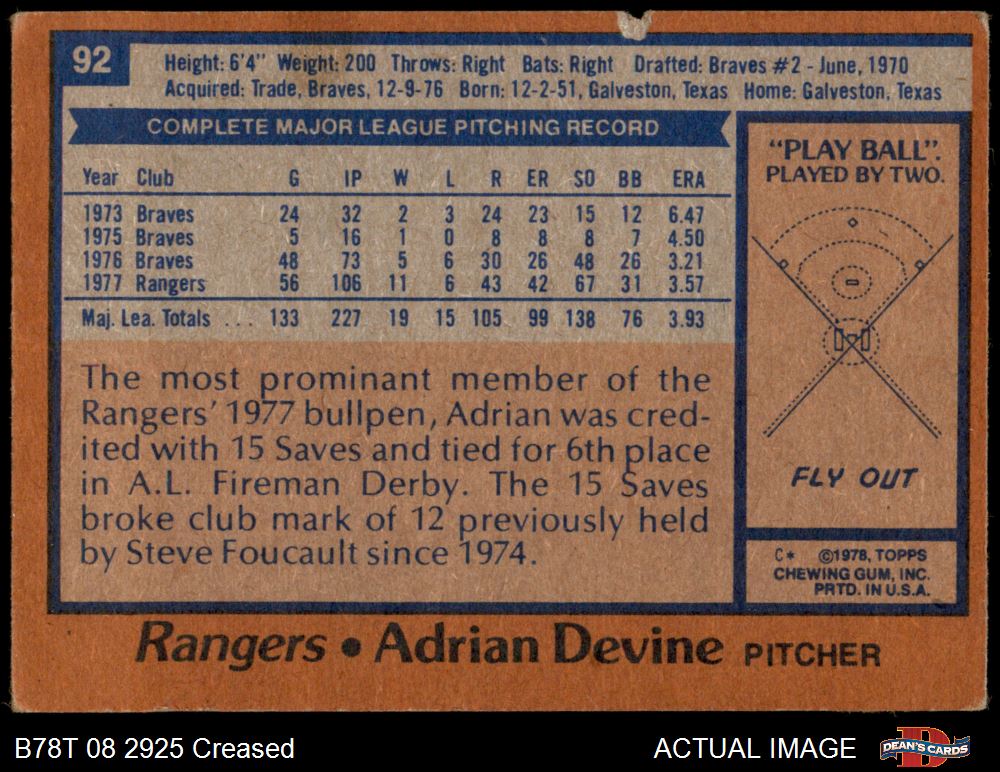 92
Height: 6'4" Weight: 200 Throws: Right Bats: Right Drafted: Braves #2 - June, 1970
Acquired: Trade, Braves, 12-9-76 Born: 12-2-51, Galveston, Texas Home: Galveston, Texas
COMPLETE MAJOR LEAGUE PITCHING RECORD
Year Club G IP W L R ER SO BB ERA
1973 Braves 24 32 2 3 24 23 15 12 6.47
1975 Braves 5 16 1 0 8 8 8 7 4.50
1976 Braves 48 73 5 6 30 26 48 26 3.21
1977 Rangers 56 106 11 6 43 42 67 31 3.57
Maj. Lea. Totals ... 133 227 19 15 105 99 138 76 3.93
The most prominant member of the
Rangers' 1977 bullpen, Adrian was cred-
ited with 15 Saves and tied for 6th place
in A.L. Fireman Derby. The 15 Saves
broke club mark of 12 previously held
by Steve Foucault since 1974.
"PLAY BALL".
PLAYED BY TWO.
FLY OUT
C* ©1978, TOPPS
CHEWING GUM, INC.
PRTD. IN U.S.A.
Rangers • Adrian Devine PITCHER
B78T 08 2925 Creased
ACTUAL IMAGE
DEAN'S CARDS